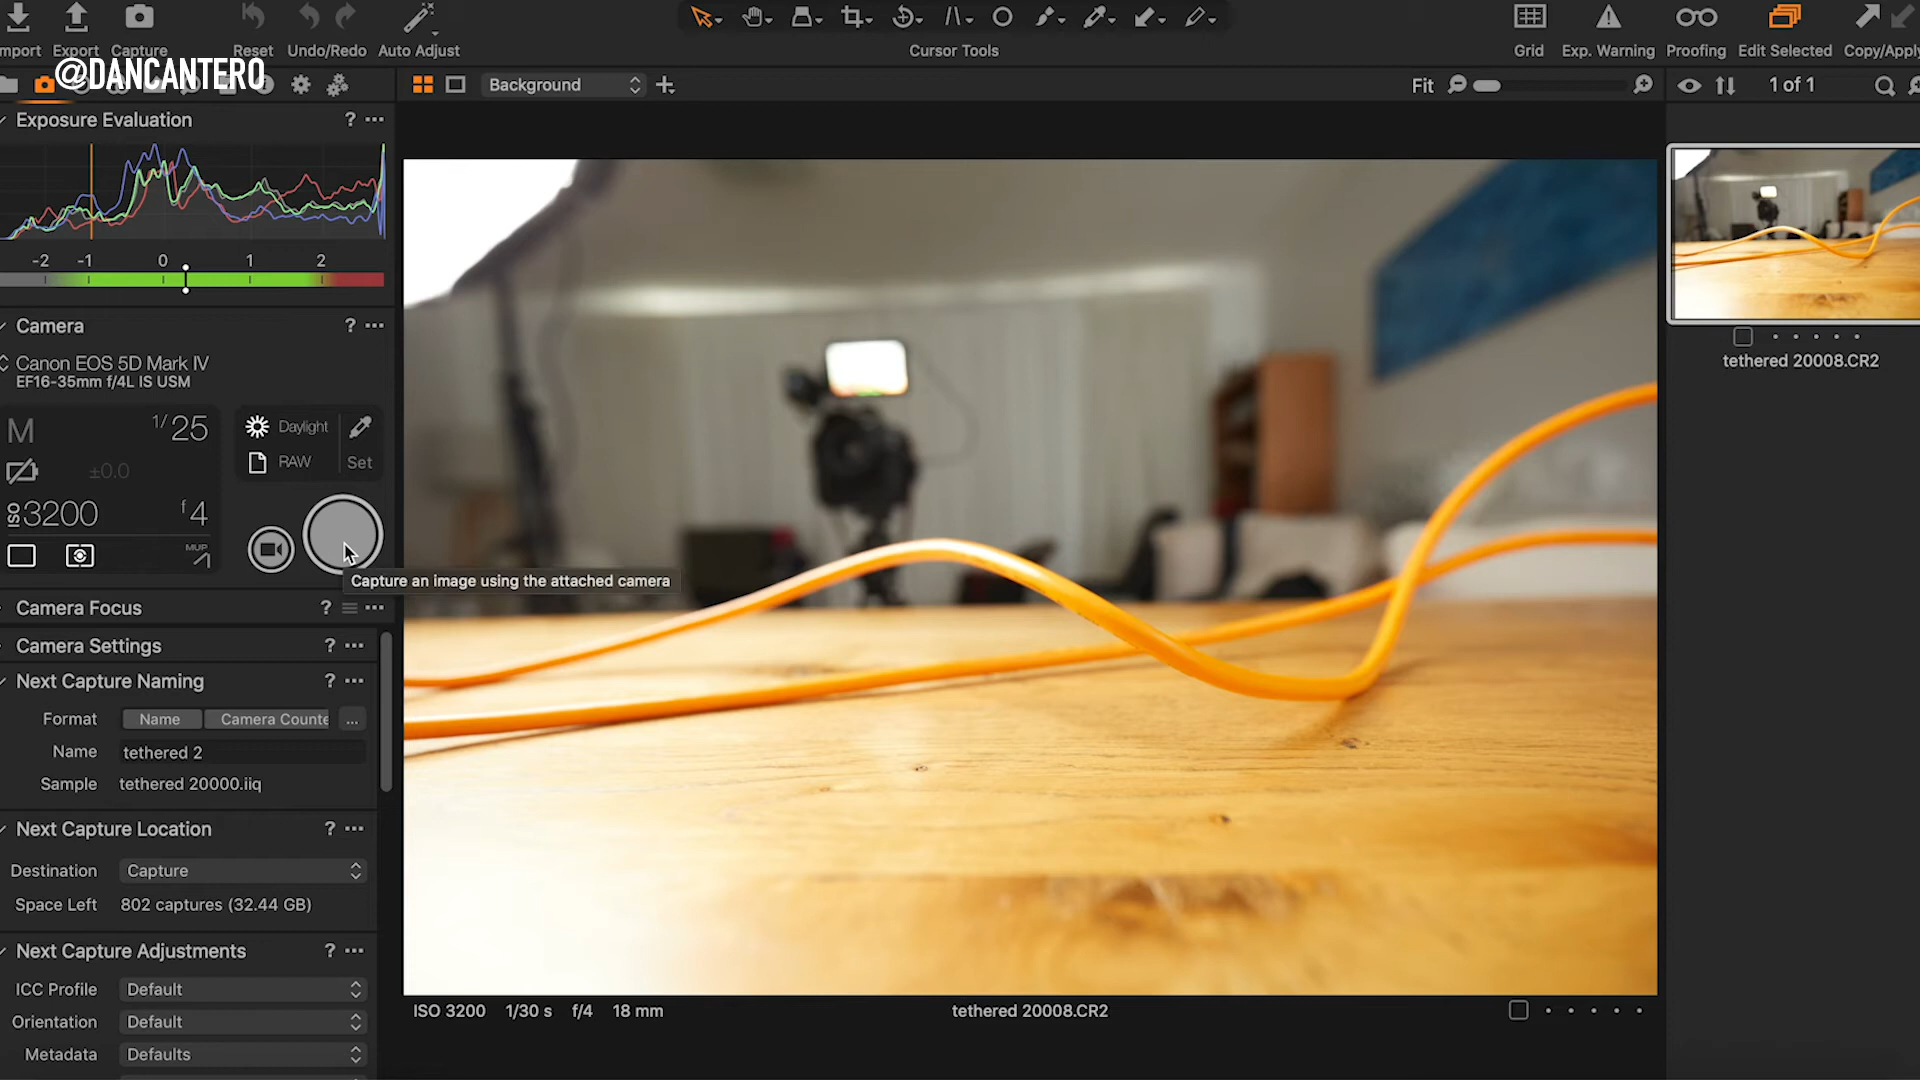 Import Export Capture Reset Undo/Redo Auto Adjust Cursor Tools Grid Exp. Warning Proofing Edit Selected Copy/Apply
@DANCANTERO
Background Fit 1 of 1
Exposure Evaluation ?
-2 -1 0 1 2
Camera ?
Canon EOS 5D Mark IV
EF16-35mm f/4L IS USM
M 1/25 Daylight
±0.0 RAW Set
ISO 3200 f4
MUP
Capture an image using the attached camera
Camera Focus ?
Camera Settings ?
Next Capture Naming ?
Format Name Camera Counte ...
Name tethered 2
Sample tethered 20000.iiq
Next Capture Location ?
Destination Capture
Space Left 802 captures (32.44 GB)
Next Capture Adjustments ?
ICC Profile Default
Orientation Default
Metadata Defaults
ISO 3200 1/30 s f/4 18 mm tethered 20008.CR2
tethered 20008.CR2